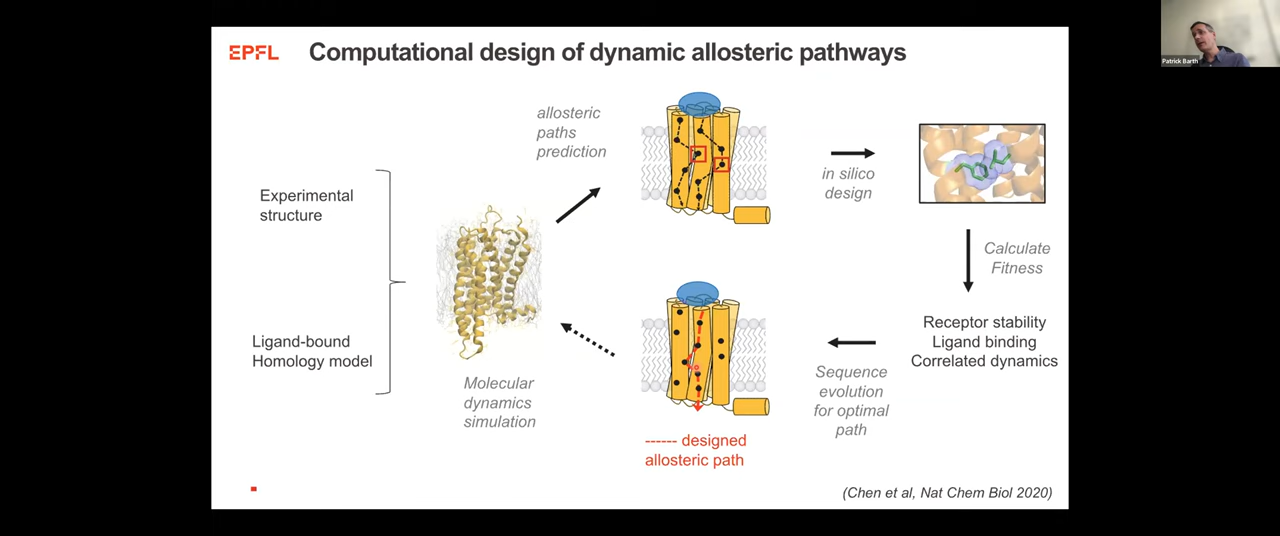 EPFL
Computational design of dynamic allosteric pathways
Patrick Barth
allosteric
paths
prediction
in silico
design
Experimental
structure
Calculate
Fitness
Ligand-bound
Homology model
Receptor stability
Ligand binding
Correlated dynamics
Molecular
dynamics
simulation
Sequence
evolution
for optimal
path
------ designed
allosteric path
(Chen et al, Nat Chem Biol 2020)